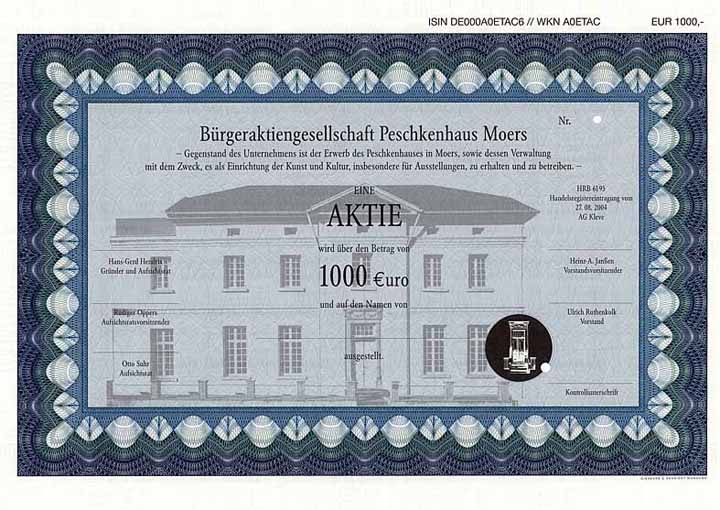 ISIN DE000A0ETAC6 // WKN A0ETAC EUR 1000,-
Nr.
Bürgeraktiengesellschaft Peschkenhaus Moers
– Gegenstand des Unternehmens ist der Erwerb des Peschkenhauses in Moers, sowie dessen Verwaltung
mit dem Zweck, es als Einrichtung der Kunst und Kultur, insbesondere für Ausstellungen, zu erhalten und zu betreiben. –
EINE
AKTIE
wird über den Betrag von
1000 €uro
und auf den Namen von
ausgestellt.
HRB 6195
Handelsregistereintragung vom
27. 08. 2004
AG Kleve
Hans-Gerd Hendrix
Gründer und Aufsichtsrat
Rüdiger Oppers
Aufsichtsratsvorsitzender
Otto Suhr
Aufsichtsrat
Heinz-A. Janßen
Vorstandsvorsitzender
Ulrich Ruthenkolk
Vorstand
Kontrollunterschrift